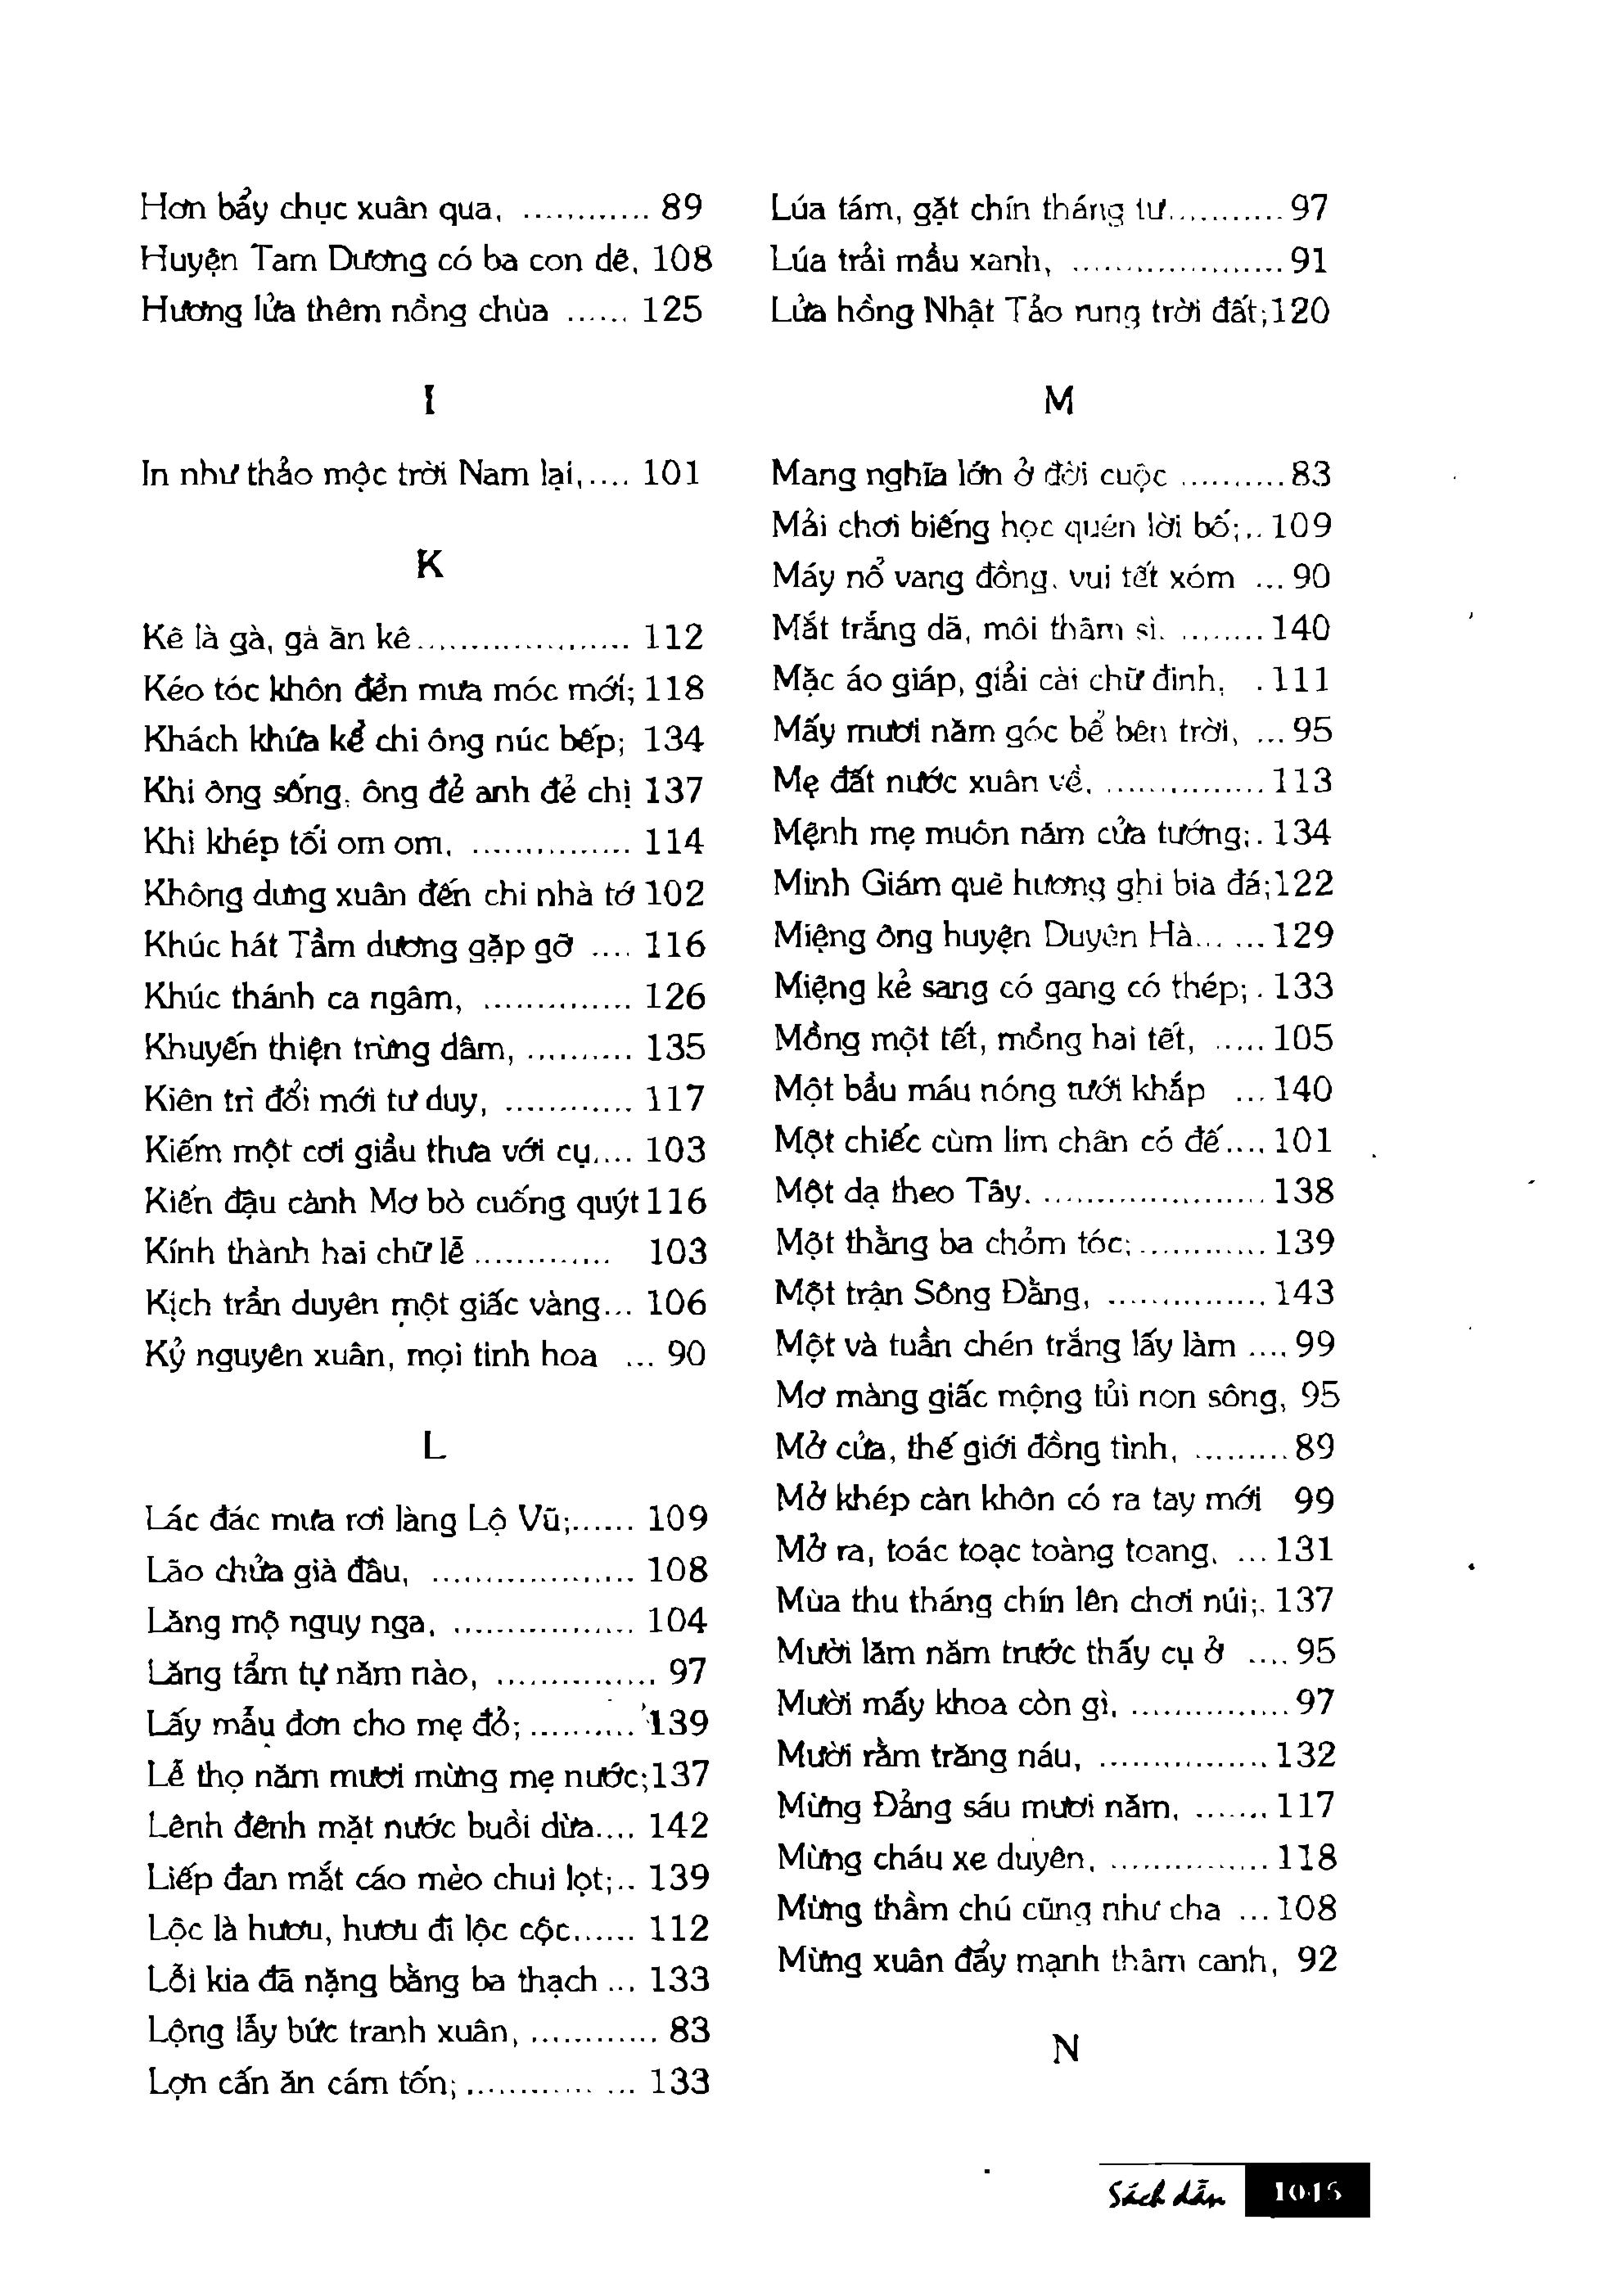 Hơn bẩy chục xuân qua, ............ 89
Huyện Tam Dương có ba con dê, 108
Hương lửa thêm nồng chùa ...... 125
I
In như thảo mộc trời Nam lại,.... 101
K
Kê là gà, gà ăn kê..................... 112
Kéo tóc khôn đền mưa móc mới; 118
Khách khứa kể chi ông núc bếp; 134
Khi ông sống, ông đẻ anh đẻ chị 137
Khi khép tối om om, ............... 114
Không dưng xuân đến chi nhà tớ 102
Khúc hát Tầm dương gặp gỡ .... 116
Khúc thánh ca ngâm, .............. 126
Khuyến thiện trừng dâm, .......... 135
Kiên trì đổi mới tư duy, ............ 117
Kiếm một cơi giầu thưa với cụ.... 103
Kiến đậu cành Mơ bò cuống quýt 116
Kính thành hai chữ lễ ............. 103
Kịch trần duyên một giấc vàng... 106
Kỷ nguyên xuân, mọi tinh hoa ... 90
L
Lác đác mưa rơi làng Lộ Vũ;...... 109
Lão chửa già đâu, .................... 108
Lăng mộ nguy nga, .................. 104
Lăng tẩm tự năm nào, ................ 97
Lấy mẫu đơn cho mẹ đỏ; .......... 139
Lễ thọ năm mươi mừng mẹ nước;137
Lênh đênh mặt nước buồi dừa.... 142
Liếp đan mắt cáo mèo chui lọt;.. 139
Lộc là hươu, hươu đi lộc cộc...... 112
Lỗi kia đã nặng bằng ba thạch ... 133
Lộng lẫy bức tranh xuân, ............ 83
Lợn cấn ăn cám tốn; ............... 133
Lúa tám, gặt chín tháng tư........... 97
Lúa trải mầu xanh, .................... 91
Lửa hồng Nhật Tảo rung trời đất;120
M
Mang nghĩa lớn ở đời cuộc .......... 83
Mải chơi biếng học quên lời bố;.. 109
Máy nổ vang đồng, vui tết xóm ... 90
Mắt trắng dã, môi thâm sì, ........ 140
Mặc áo giáp, giải cài chữ đinh, . 111
Mấy mươi năm góc bể bên trời, ... 95
Mẹ đất nước xuân về, ............... 113
Mệnh mẹ muôn năm cửa tướng;. 134
Minh Giám quê hương ghi bia đá;122
Miệng ông huyện Duyên Hà... ... 129
Miệng kẻ sang có gang có thép; . 133
Mồng một tết, mồng hai tết, ..... 105
Một bầu máu nóng tưới khắp ... 140
Một chiếc cùm lim chân có đế.... 101
Một dạ theo Tây, ..................... 138
Một thằng ba chỏm tóc; ............ 139
Một trận Sông Đằng, ............... 143
Một và tuần chén trắng lấy làm .... 99
Mơ màng giấc mộng tủi non sông, 95
Mở cửa, thế giới đồng tình, ......... 89
Mở khép càn khôn có ra tay mới 99
Mở ra, toác toạc toàng toang, ... 131
Mùa thu tháng chín lên chơi núi;. 137
Mười lăm năm trước thấy cụ ở .... 95
Mười mấy khoa còn gì, ............... 97
Mười rằm trăng náu, ................ 132
Mừng Đảng sáu mươi năm, ....... 117
Mừng cháu xe duyên, ............... 118
Mừng thầm chú cũng như cha ... 108
Mừng xuân đẩy mạnh thâm canh, 92
N
Sách dẫn